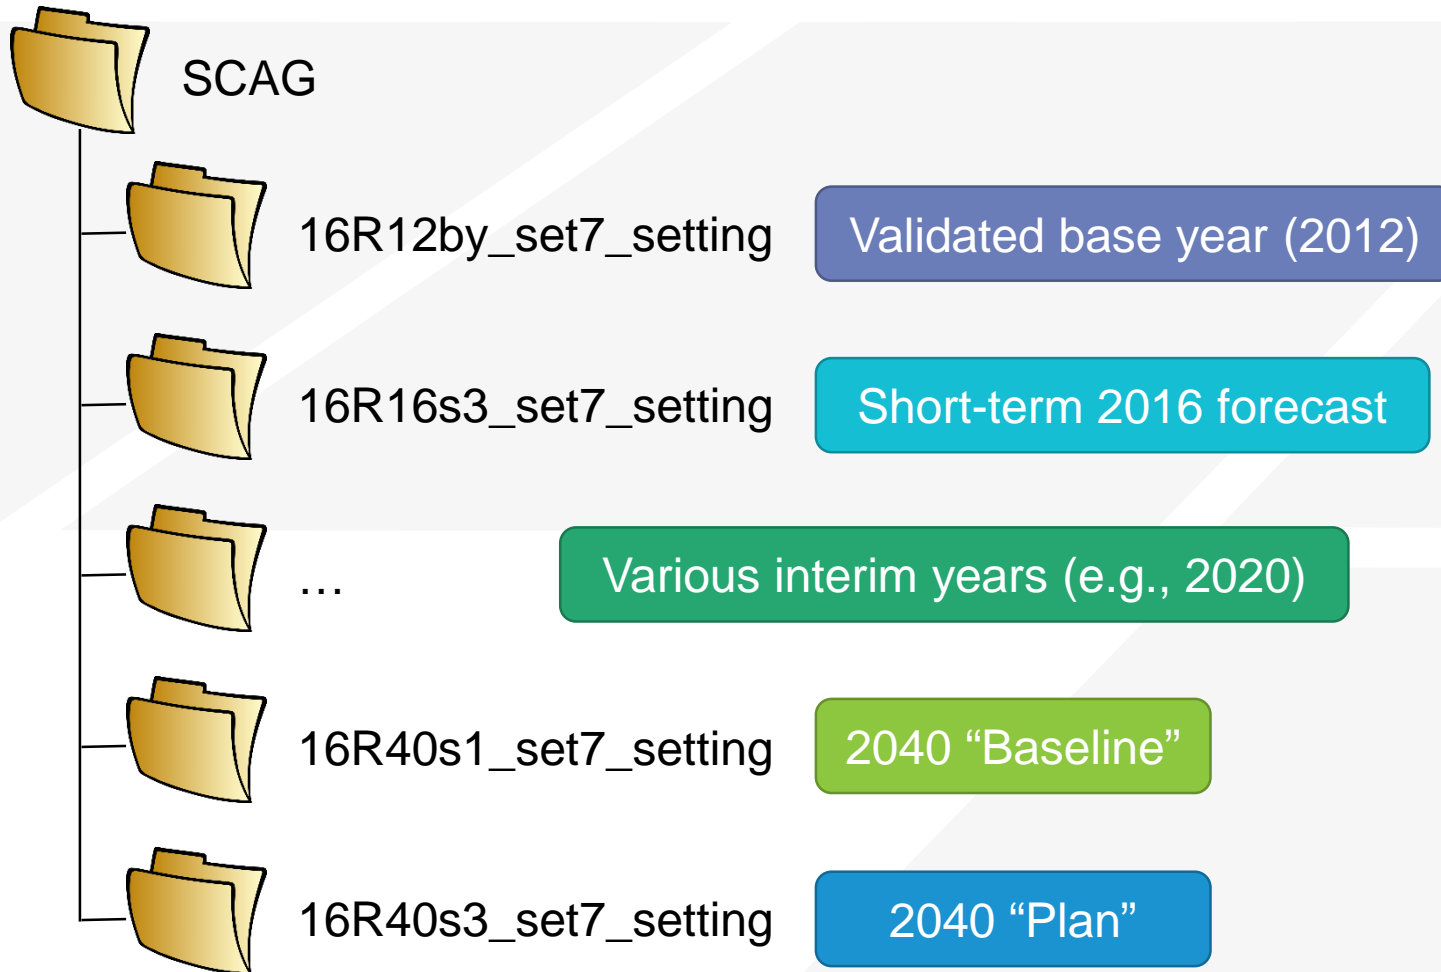 SCAG
16R12by_set7_setting
Validated base year (2012)
16R16s3_set7_setting
Short-term 2016 forecast
…
Various interim years (e.g., 2020)
16R40s1_set7_setting
2040 “Baseline”
16R40s3_set7_setting
2040 “Plan”